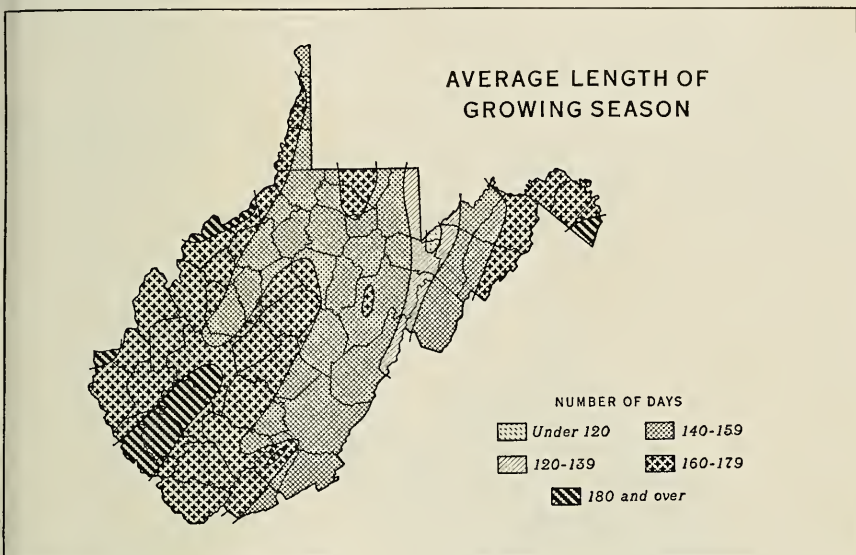 AVERAGE LENGTH OF
GROWING SEASON
NUMBER OF DAYS
Under 120
140-159
120-139
160-179
180 and over